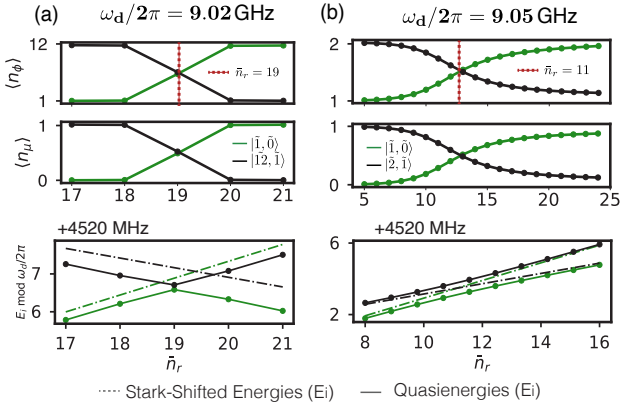 (a) ω_d/2π = 9.02 GHz
(b) ω_d/2π = 9.05 GHz
⟨n_ϕ⟩
12
1
n̄_r = 19
2
1
n̄_r = 11
⟨n_μ⟩
1
0
|1̃, 0̃⟩
|1̃2, 1̃⟩
17 18 19 20 21
1
0
|1̃, 0̃⟩
|2̃, 1̃⟩
5 10 15 20 25
+4520 MHz
E_i mod ω_d/2π
7
6
17 18 19 20 21
n̄_r
+4520 MHz
6
2
8 10 12 14 16
n̄_r
Stark-Shifted Energies (Ei)
Quasienergies (Ei)